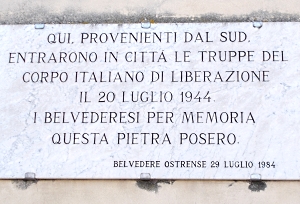 QUI, PROVENIENTI DAL SUD,
ENTRARONO IN CITTÁ LE TRUPPE DEL
CORPO ITALIANO DI LIBERAZIONE
IL 20 LUGLIO 1944.
I BELVEDERESI PER MEMORIA
QUESTA PIETRA POSERO.
BELVEDERE OSTRENSE 29 LUGLIO 1984